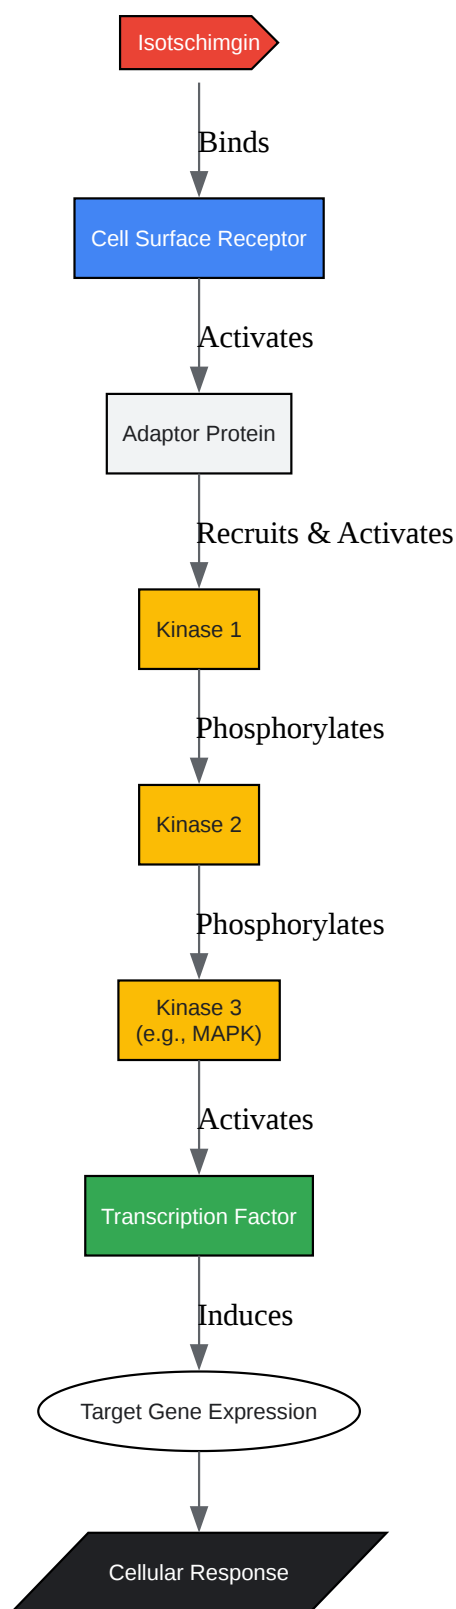 Isotschimgin
Binds
Cell Surface Receptor
Activates
Adaptor Protein
Recruits & Activates
Kinase 1
Phosphorylates
Kinase 2
Phosphorylates
Kinase 3
(e.g., MAPK)
Activates
Transcription Factor
Induces
Target Gene Expression
Cellular Response